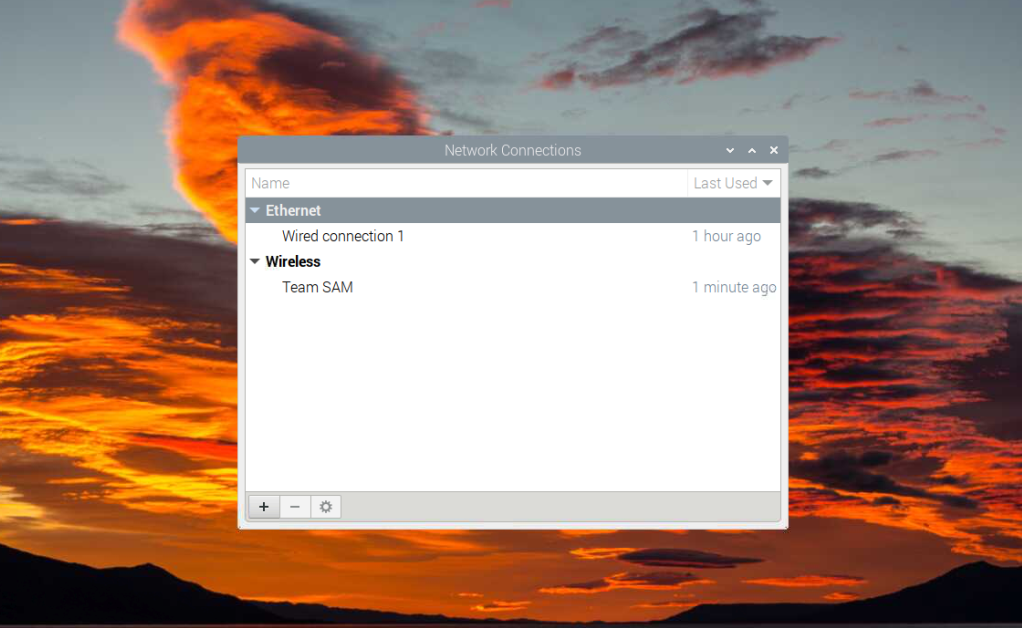 Network Connections
Name Last Used
Ethernet
Wired connection 1 1 hour ago
Wireless
Team SAM 1 minute ago